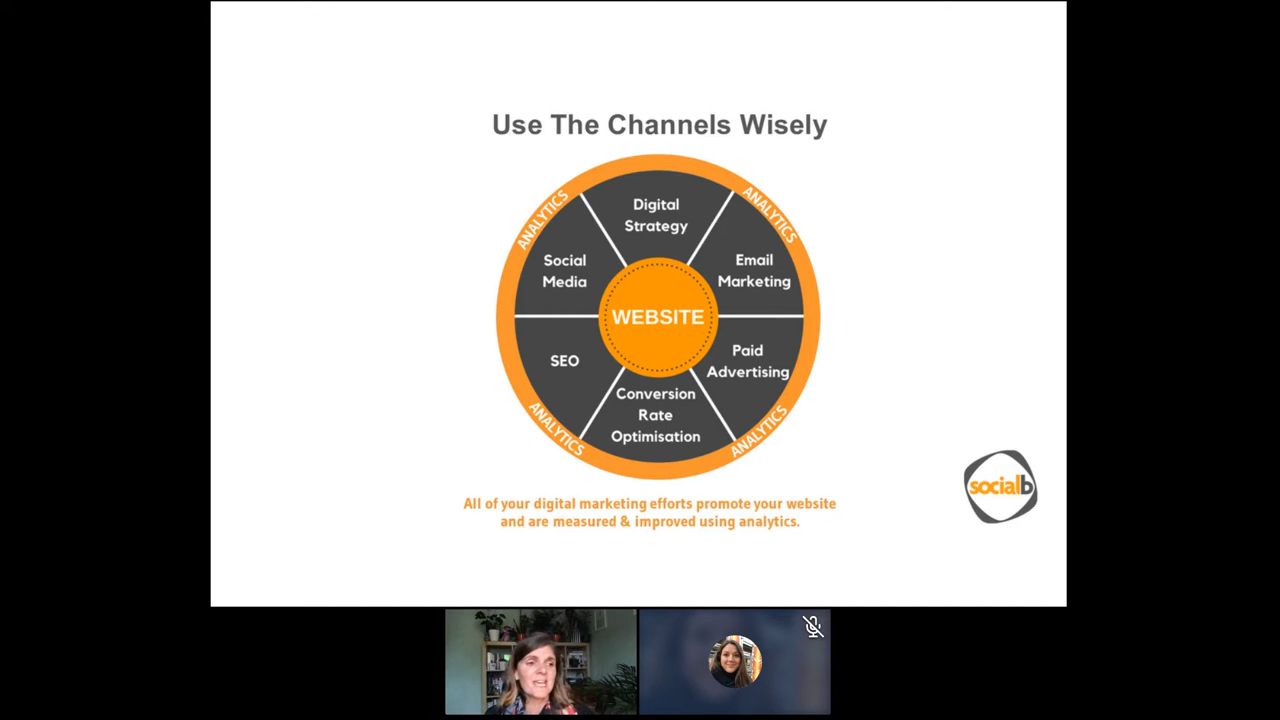 Use The Channels Wisely
ANALYTICS
ANALYTICS
Digital
Strategy
Social
Media
Email
Marketing
WEBSITE
SEO
Paid
Advertising
Conversion
Rate
Optimisation
ANALYTICS
ANALYTICS
All of your digital marketing efforts promote your website
and are measured & improved using analytics.
socialb